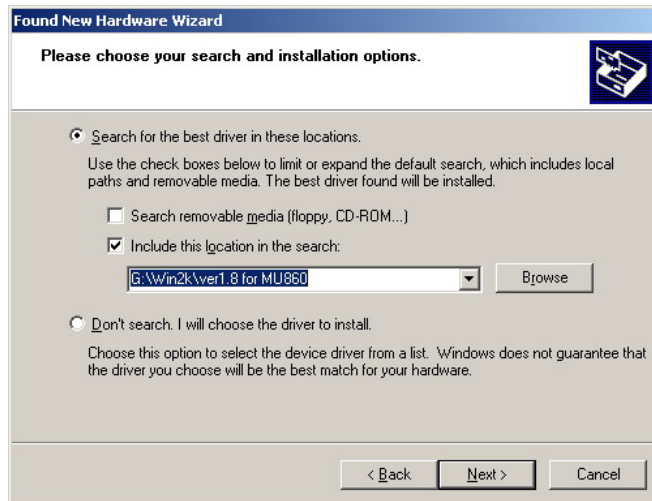 Found New Hardware Wizard
Please choose your search and installation options.
Search for the best driver in these locations.
Use the check boxes below to limit or expand the default search, which includes local
paths and removable media. The best driver found will be installed.
Search removable media (floppy, CD-ROM...)
Include this location in the search:
G:\Win2k\ver1.8 for MU860
Browse
Don't search. I will choose the driver to install.
Choose this option to select the device driver from a list. Windows does not guarantee that
the driver you choose will be the best match for your hardware.
< Back
Next >
Cancel